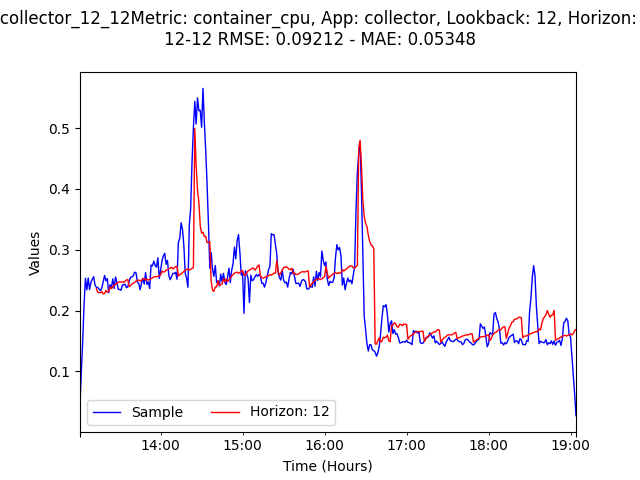 collector_12_12Metric: container_cpu, App: collector, Lookback: 12, Horizon:
12-12 RMSE: 0.09212 - MAE: 0.05348
0.5
0.4
0.3
0.2
0.1
Values
Sample
Horizon: 12
14:00
15:00
16:00
17:00
18:00
19:00
Time (Hours)